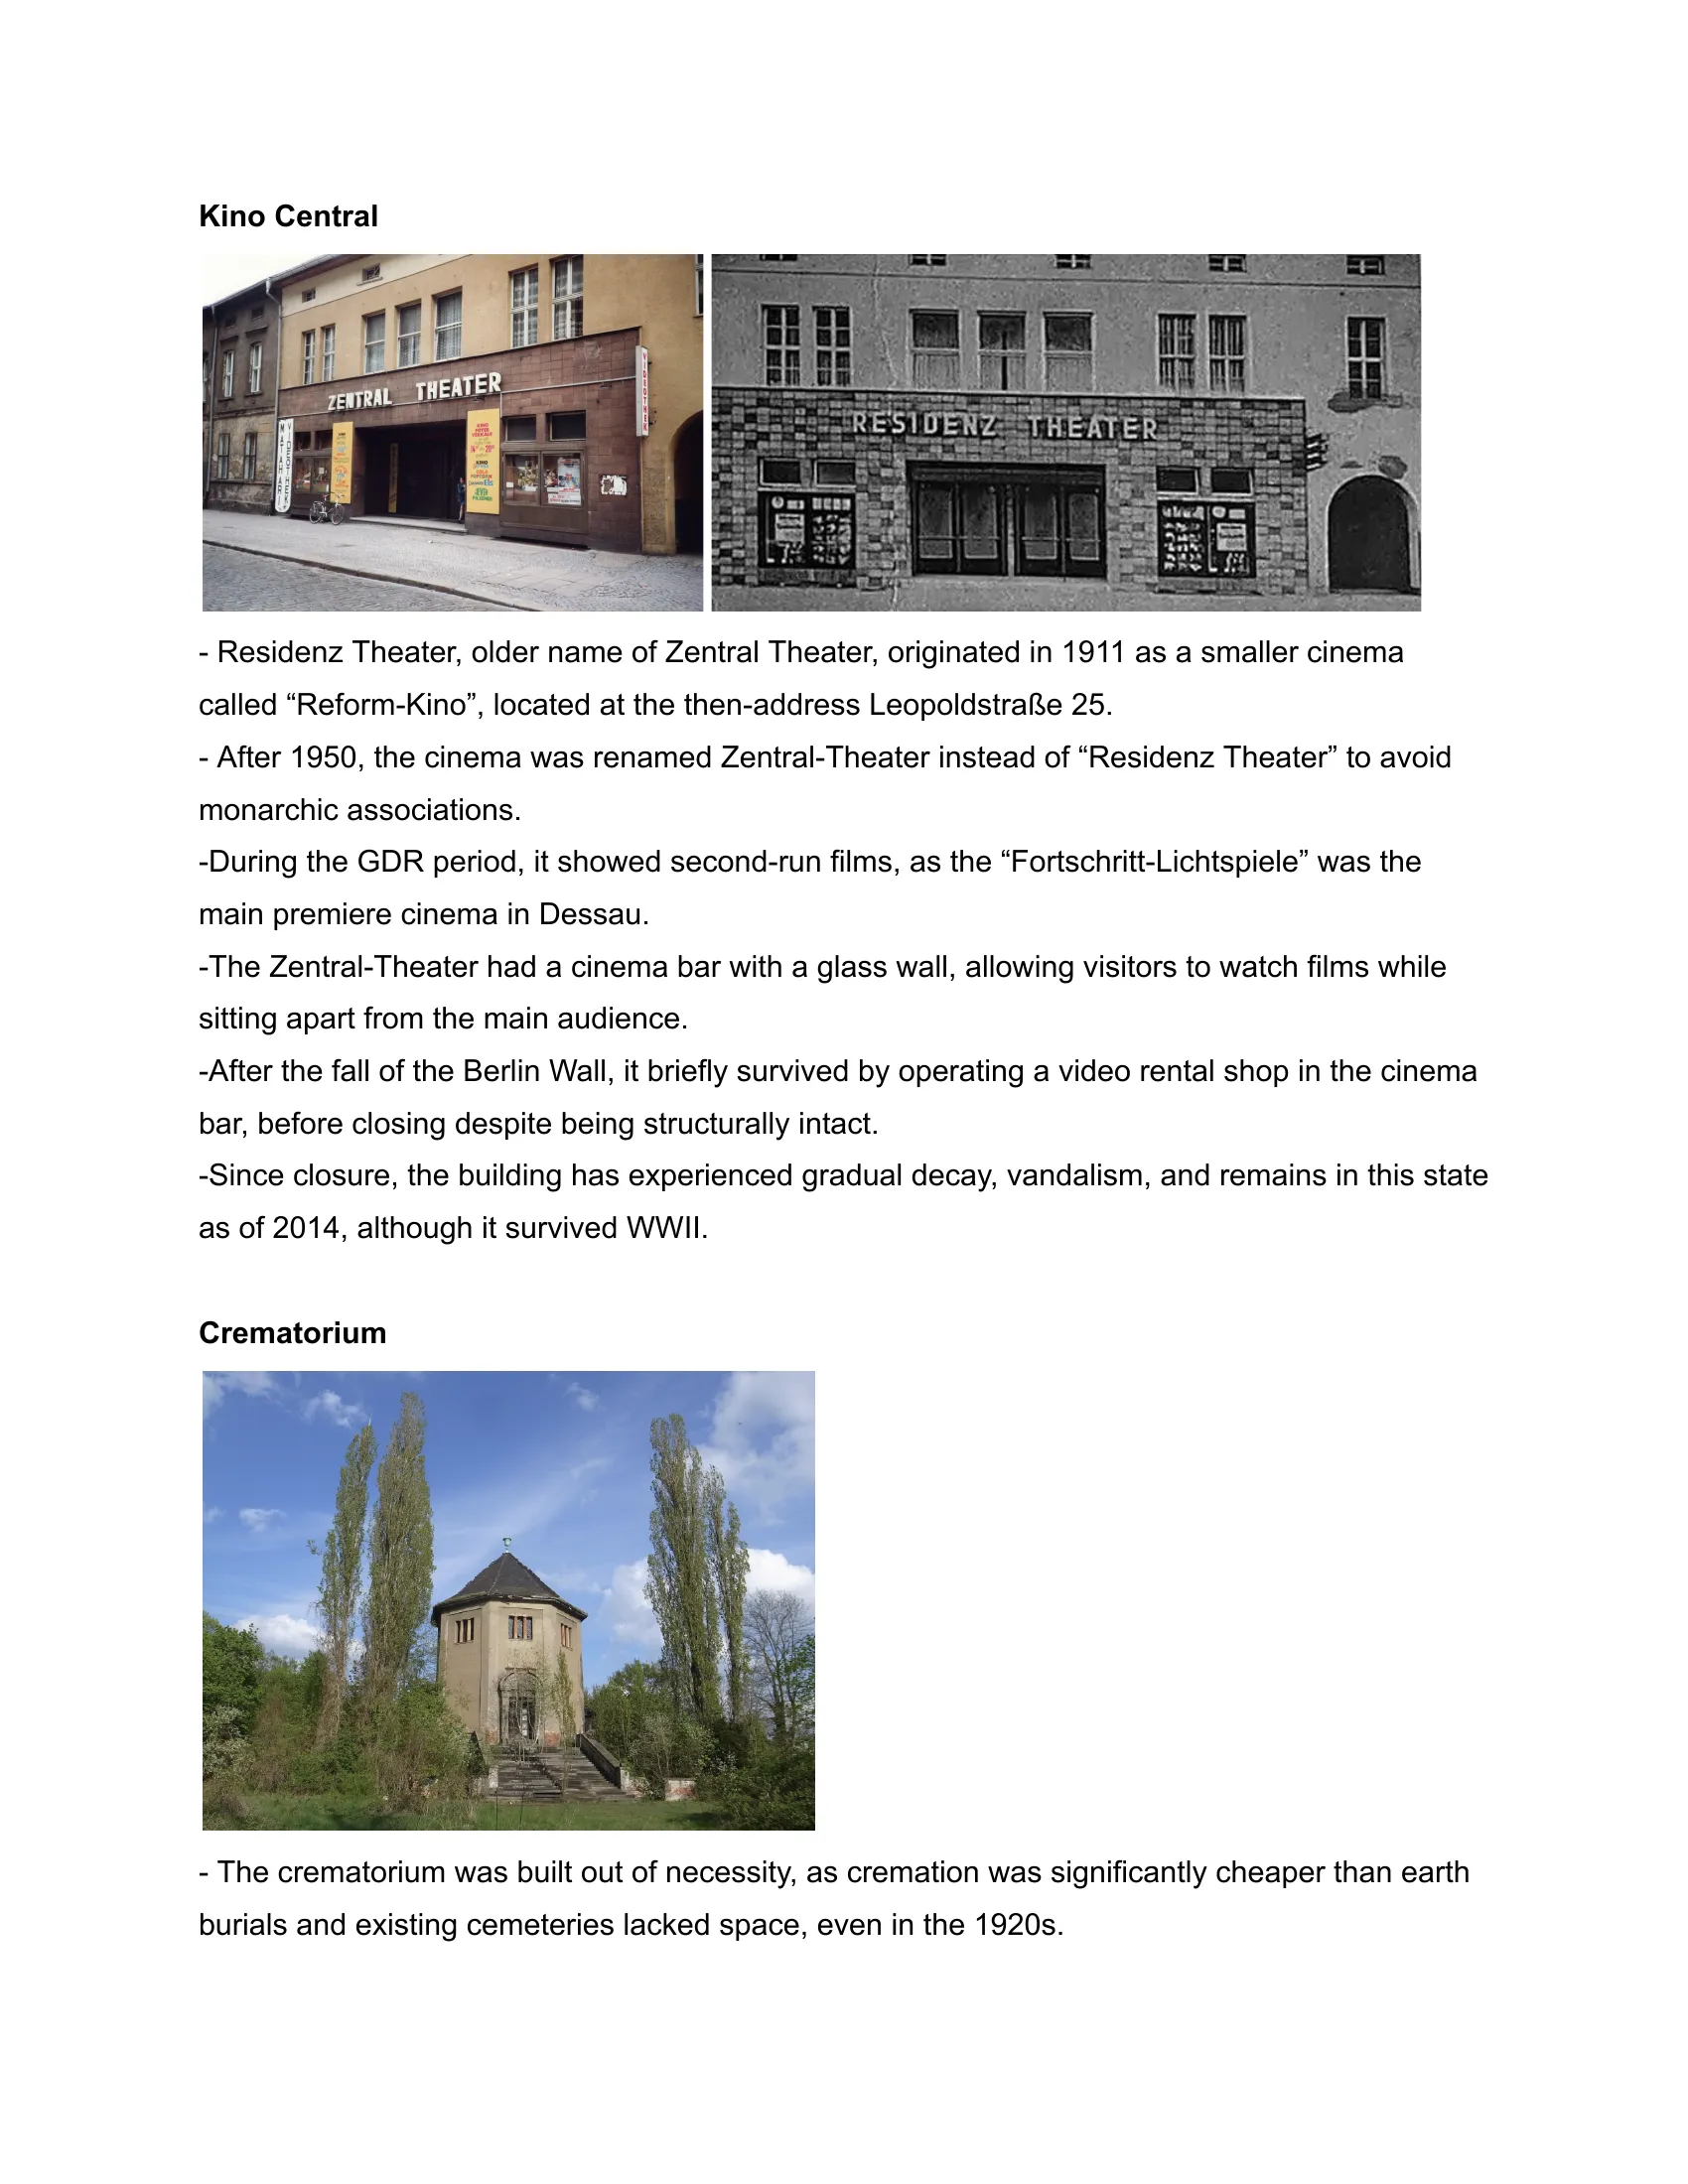 Kino Central
ZENTRAL THEATER
MATAHARI
VIDEOTHEK
VIDEOTHEK
RESIDENZ THEATER
- Residenz Theater, older name of Zentral Theater, originated in 1911 as a smaller cinema
called “Reform-Kino”, located at the then-address Leopoldstraße 25.
- After 1950, the cinema was renamed Zentral-Theater instead of “Residenz Theater” to avoid
monarchic associations.
-During the GDR period, it showed second-run films, as the “Fortschritt-Lichtspiele” was the
main premiere cinema in Dessau.
-The Zentral-Theater had a cinema bar with a glass wall, allowing visitors to watch films while
sitting apart from the main audience.
-After the fall of the Berlin Wall, it briefly survived by operating a video rental shop in the cinema
bar, before closing despite being structurally intact.
-Since closure, the building has experienced gradual decay, vandalism, and remains in this state
as of 2014, although it survived WWII.
Crematorium
- The crematorium was built out of necessity, as cremation was significantly cheaper than earth
burials and existing cemeteries lacked space, even in the 1920s.